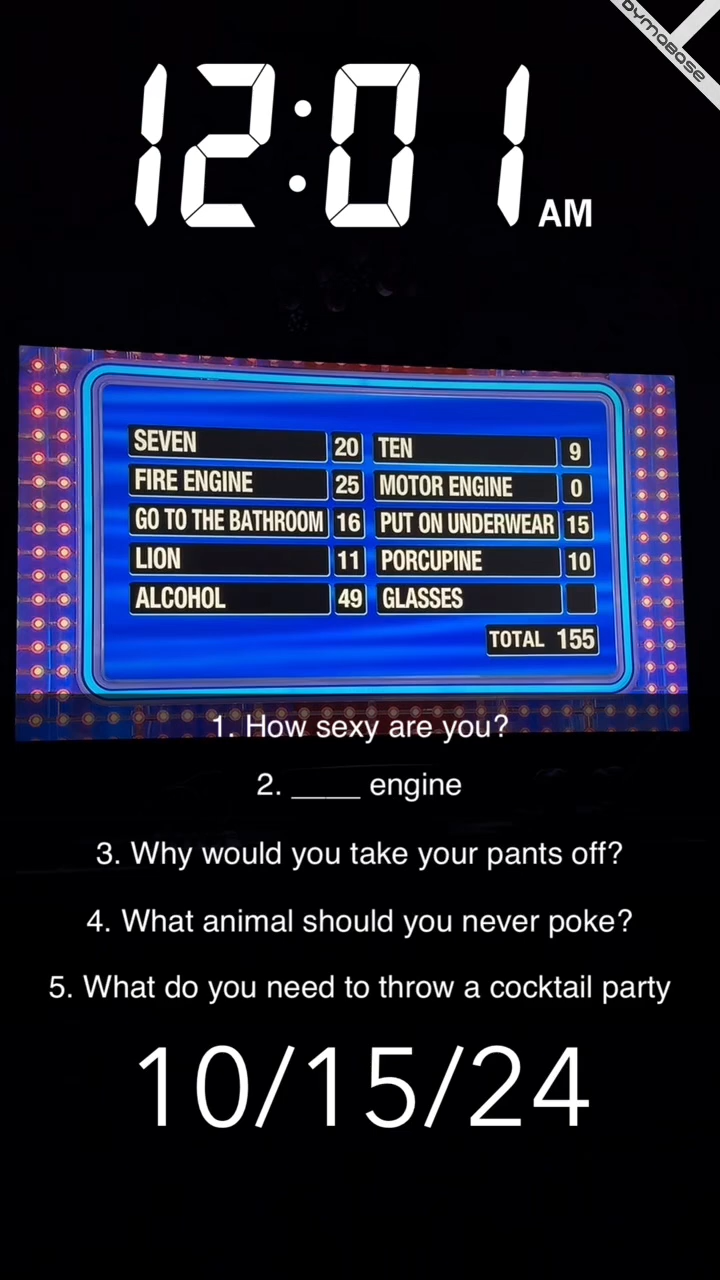 DYMOBOSE
12:01 AM
SEVEN 20 TEN 9
FIRE ENGINE 25 MOTOR ENGINE 0
GO TO THE BATHROOM 16 PUT ON UNDERWEAR 15
LION 11 PORCUPINE 10
ALCOHOL 49 GLASSES
TOTAL 155
1. How sexy are you?
2. ____ engine
3. Why would you take your pants off?
4. What animal should you never poke?
5. What do you need to throw a cocktail party
10/15/24